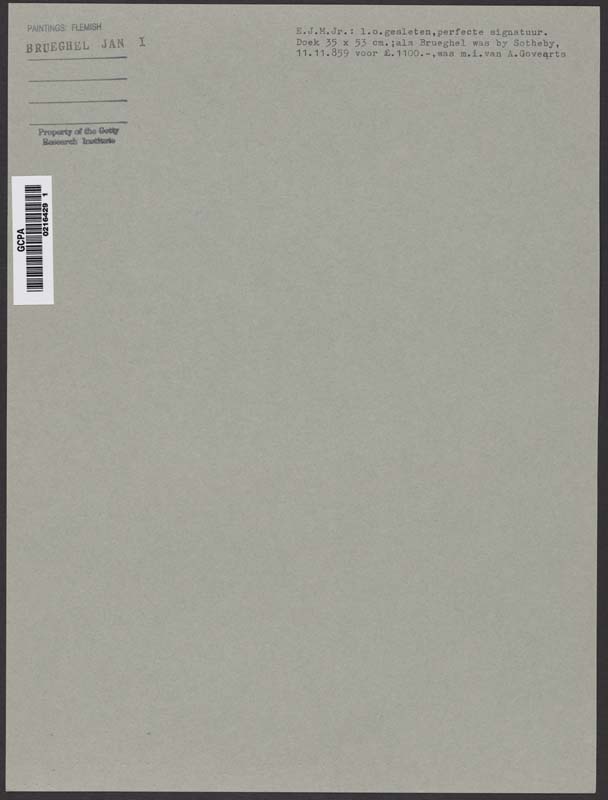 PAINTINGS: FLEMISH
BRUEGHEL JAN I
Property of the Getty
Research Institute
GCPA
0216429 1
E.J.M.Jr.: l.o.gesleten,perfecte signatuur.
Doek 35 x 53 cm.;als Brueghel was by Sotheby,
11.11.859 voor £.1100.-,was m.i.van A.Govearts